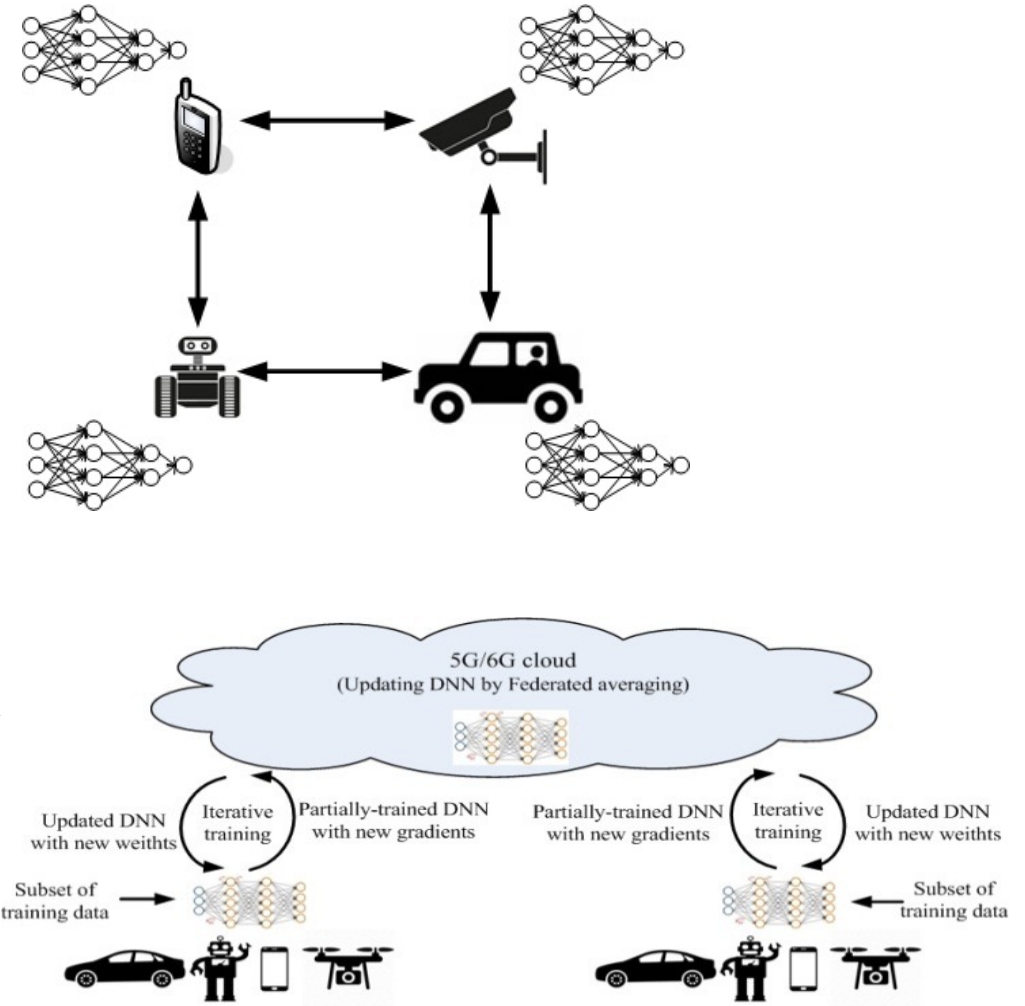 5G/6G cloud
(Updating DNN by Federated averaging)
Updated DNN
with new weithts
Iterative
training
Partially-trained DNN
with new gradients
Partially-trained DNN
with new gradients
Iterative
training
Updated DNN
with new weithts
Subset of
training data
Subset of
training data